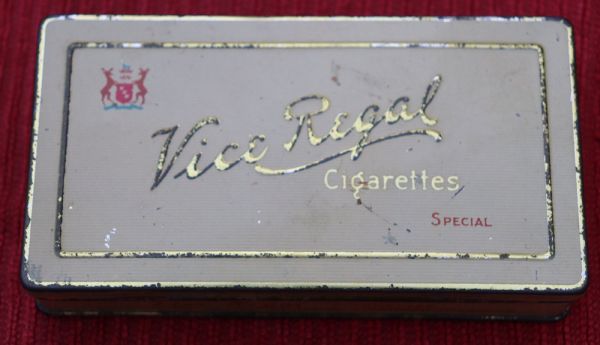 Vice Regal
Cigarettes
SPECIAL